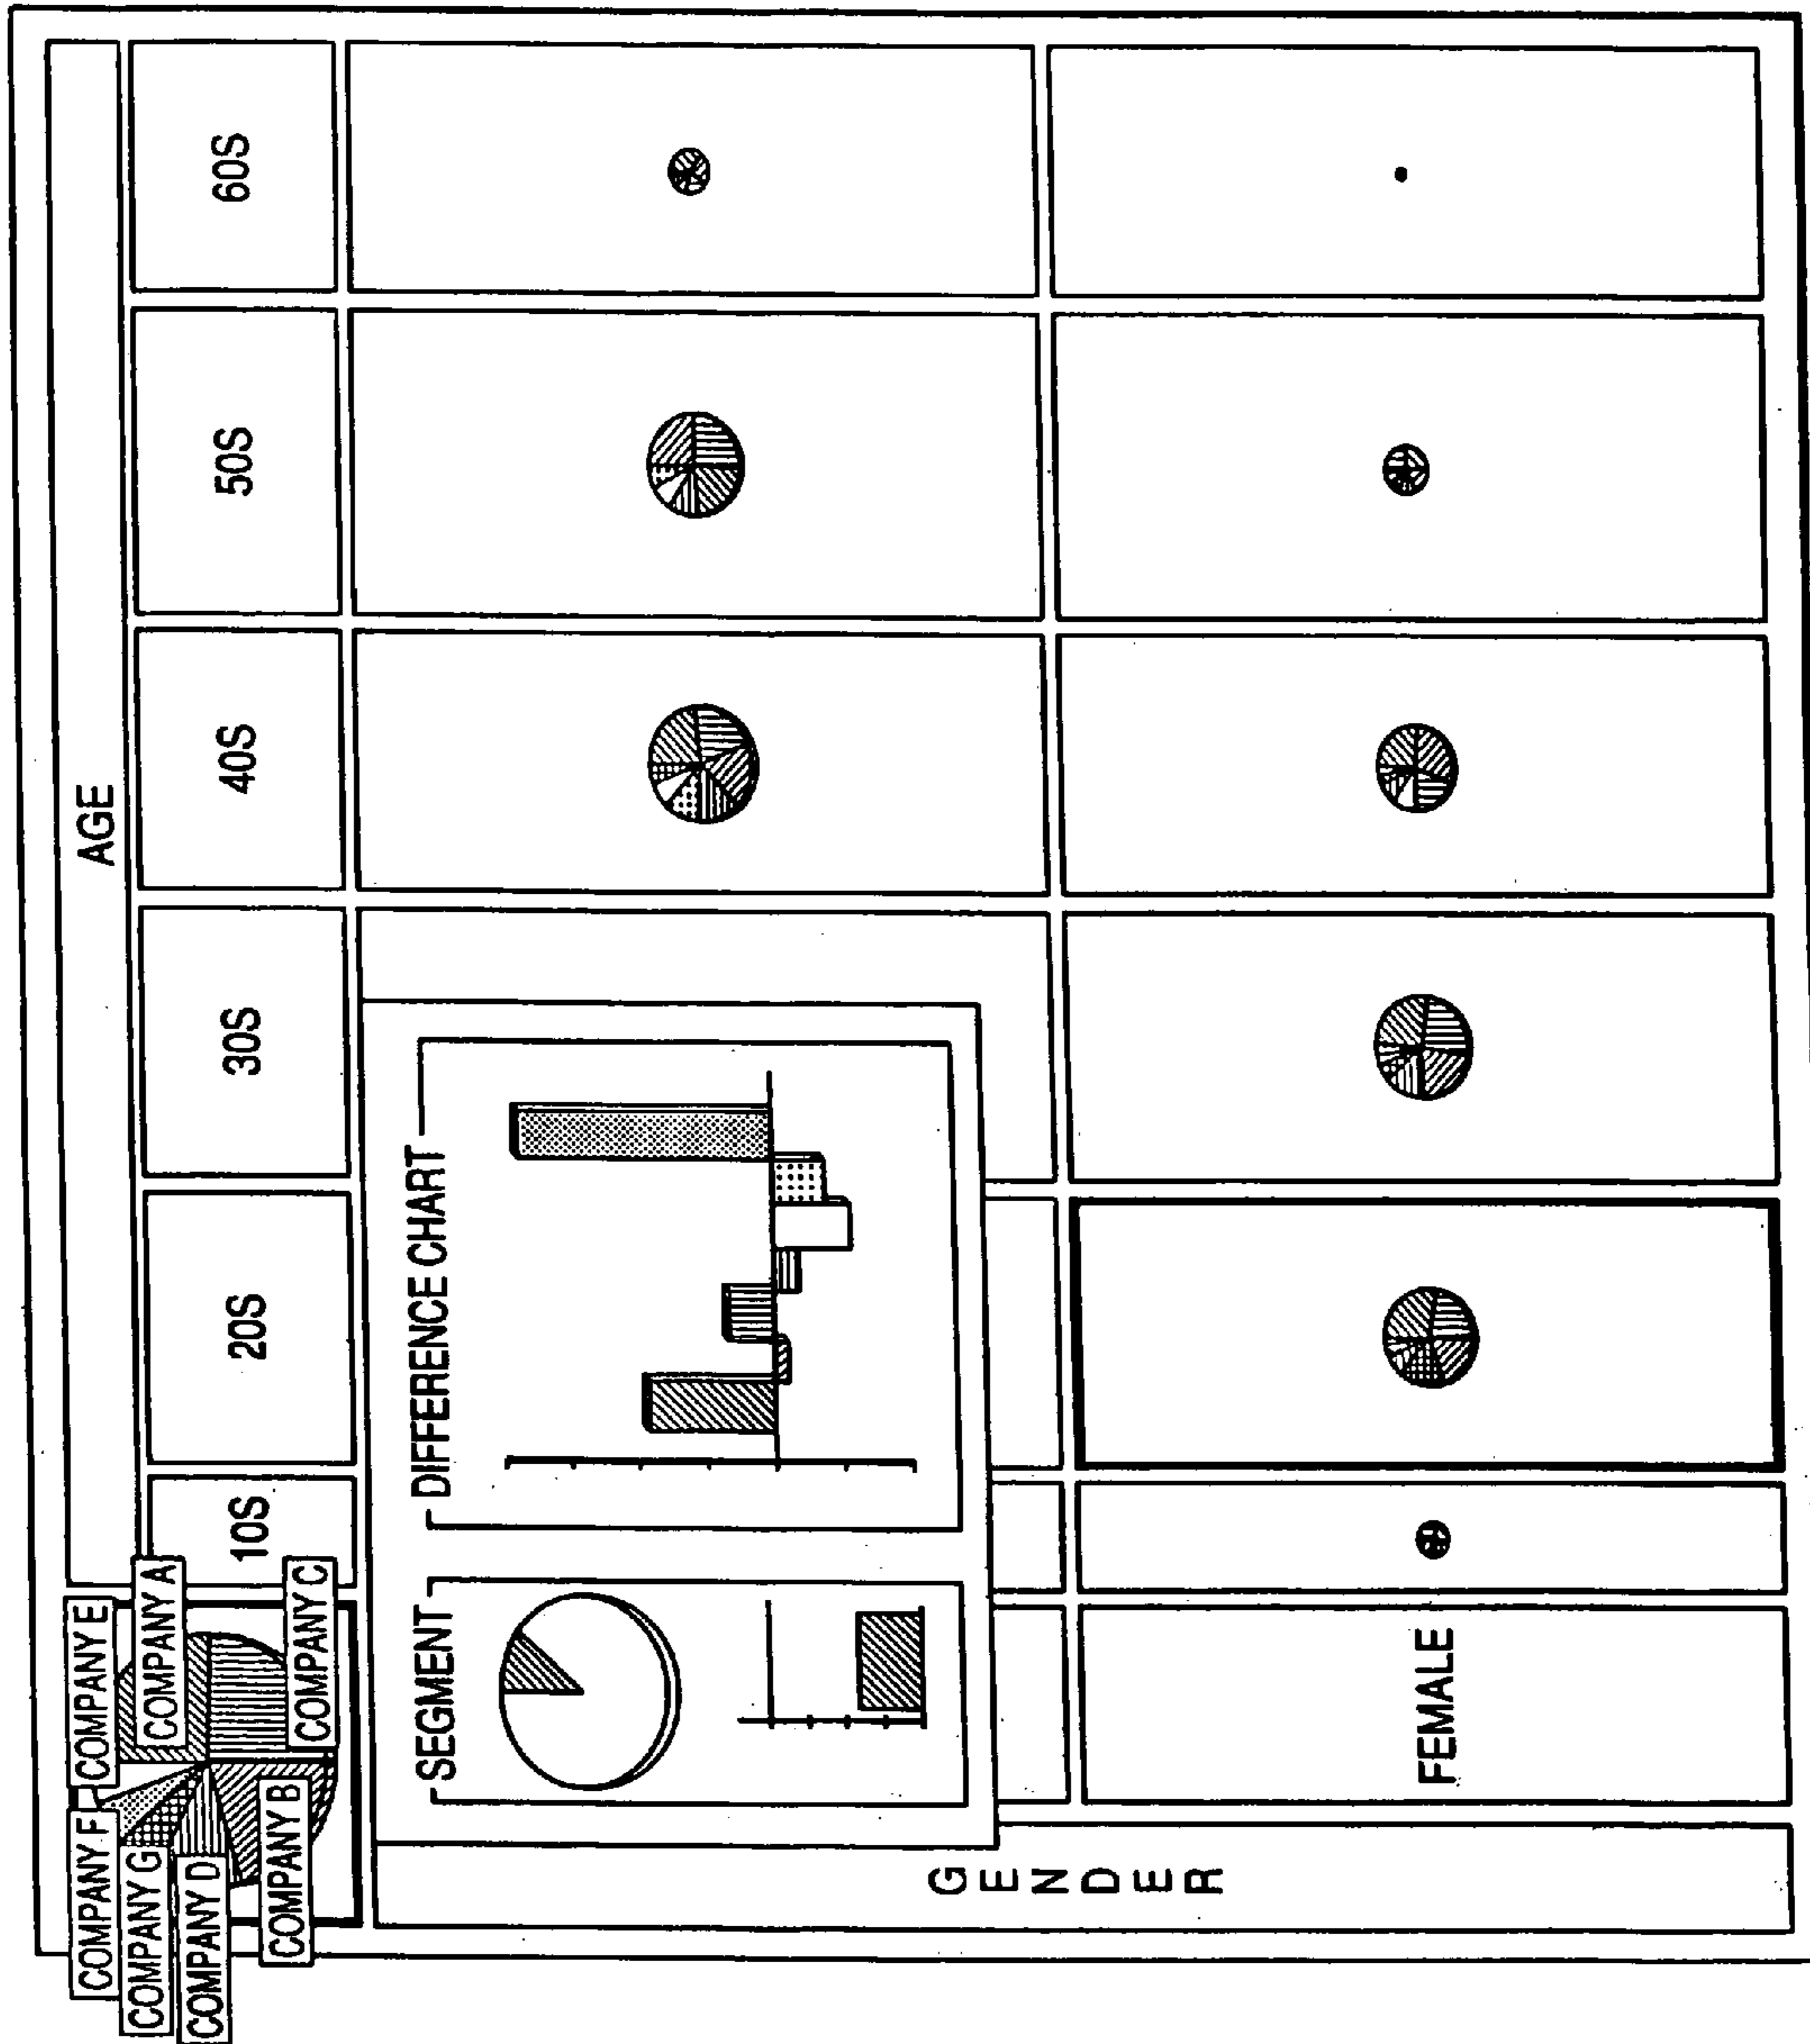 COMPANY F
COMPANY E
COMPANY G
COMPANY A
COMPANY D
COMPANY B
COMPANY C
AGE
10S
20S
30S
40S
50S
60S
SEGMENT
DIFFERENCE CHART
GENDER
FEMALE